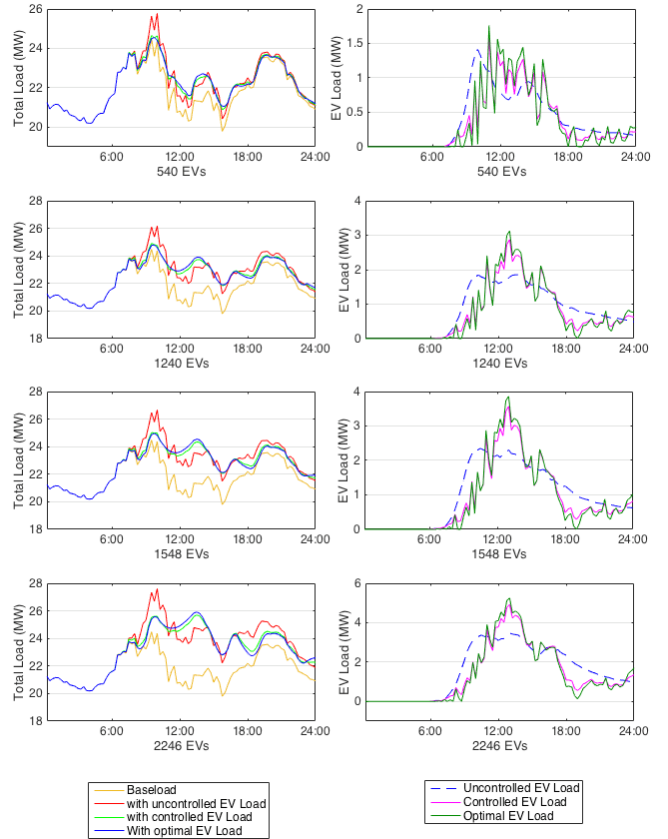 Total Load (MW)
26
24
22
20
6:00 12:00 18:00 24:00
540 EVs
EV Load (MW)
2
1.5
1
0.5
0
6:00 12:00 18:00 24:00
540 EVs
Total Load (MW)
28
26
24
22
20
18
6:00 12:00 18:00 24:00
1240 EVs
EV Load (MW)
4
3
2
1
0
6:00 12:00 18:00 24:00
1240 EVs
Total Load (MW)
28
26
24
22
20
18
6:00 12:00 18:00 24:00
1548 EVs
EV Load (MW)
4
3
2
1
0
6:00 12:00 18:00 24:00
1548 EVs
Total Load (MW)
28
26
24
22
20
18
6:00 12:00 18:00 24:00
2246 EVs
EV Load (MW)
6
4
2
0
6:00 12:00 18:00 24:00
2246 EVs
Baseload
with uncontrolled EV Load
with controlled EV Load
With optimal EV Load
Uncontrolled EV Load
Controlled EV Load
Optimal EV Load